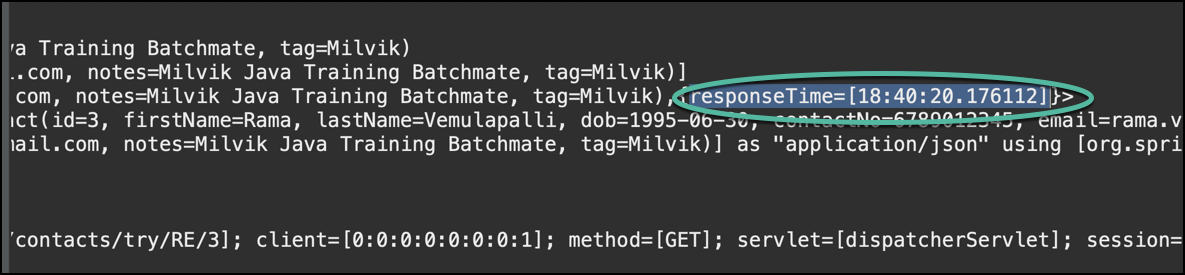 va Training Batchmate, tag=Milvik)
l.com, notes=Milvik Java Training Batchmate, tag=Milvik)]
.com, notes=Milvik Java Training Batchmate, tag=Milvik),{responseTime=[18:40:20.176112]}>
act(id=3, firstName=Rama, lastName=Vemulapalli, dob=1995-06-30, contactNo=6789012345, email=rama.v
mail.com, notes=Milvik Java Training Batchmate, tag=Milvik)] as "application/json" using [org.spri
/contacts/try/RE/3]; client=[0:0:0:0:0:0:0:1]; method=[GET]; servlet=[dispatcherServlet]; session=